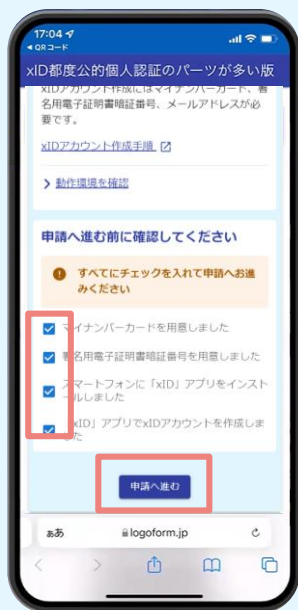 17:04
◀ QRコード
xID都度公的個人認証のパーツが多い版
xIDアカウント作成にはマイナンバーカード、署
名用電子証明書暗証番号、メールアドレスが必
要です。
xIDアカウント作成手順
動作環境を確認
申請へ進む前に確認してください
すべてにチェックを入れて申請へお進
みください
マイナンバーカードを用意しました
署名用電子証明書暗証番号を用意しました
スマートフォンに「xID」アプリをインスト
ールしました
「xID」アプリでxIDアカウントを作成しま
した
申請へ進む
ぁあ
logoform.jp